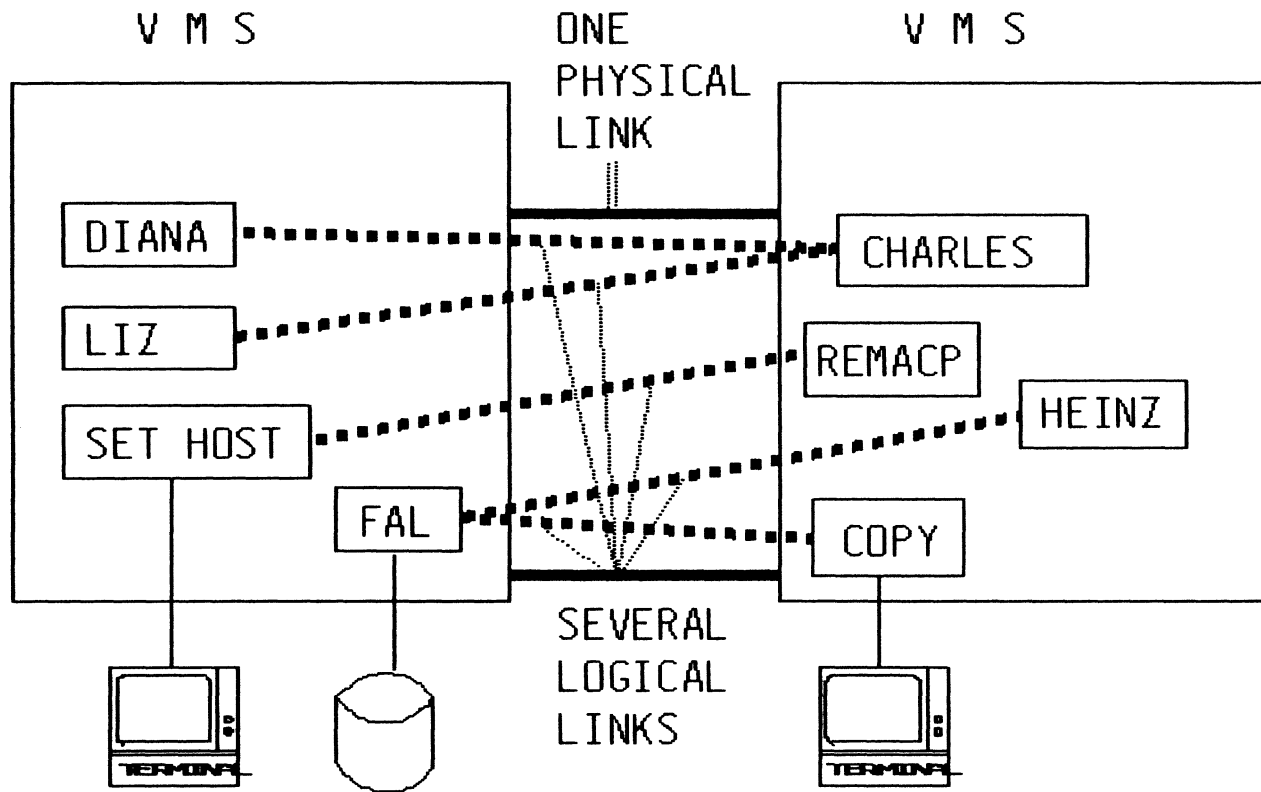 V M S
ONE
PHYSICAL
LINK
V M S
DIANA
CHARLES
LIZ
REMACP
HEINZ
SET HOST
FAL
COPY
SEVERAL
LOGICAL
LINKS
TERMINAL
TERMINAL